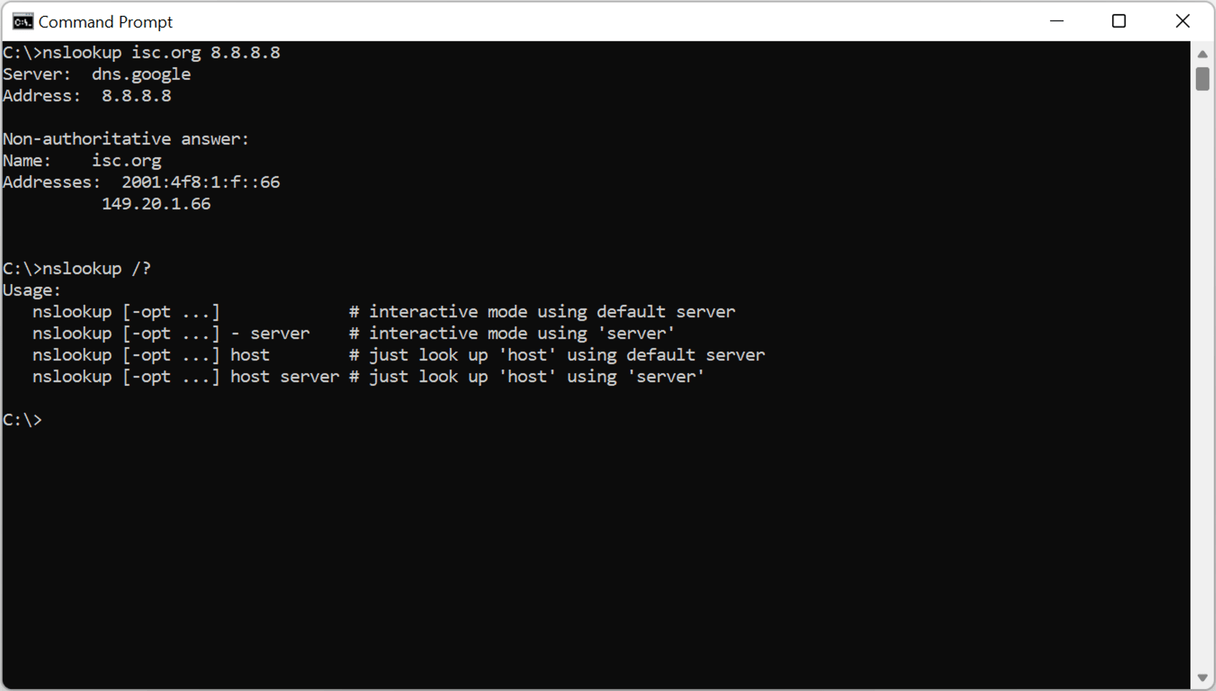 Command Prompt
C:\>nslookup isc.org 8.8.8.8
Server:  dns.google
Address:  8.8.8.8
Non-authoritative answer:
Name:    isc.org
Addresses:  2001:4f8:1:f::66
          149.20.1.66
C:\>nslookup /?
Usage:
   nslookup [-opt ...]             # interactive mode using default server
   nslookup [-opt ...] - server    # interactive mode using 'server'
   nslookup [-opt ...] host        # just look up 'host' using default server
   nslookup [-opt ...] host server # just look up 'host' using 'server'
C:\>